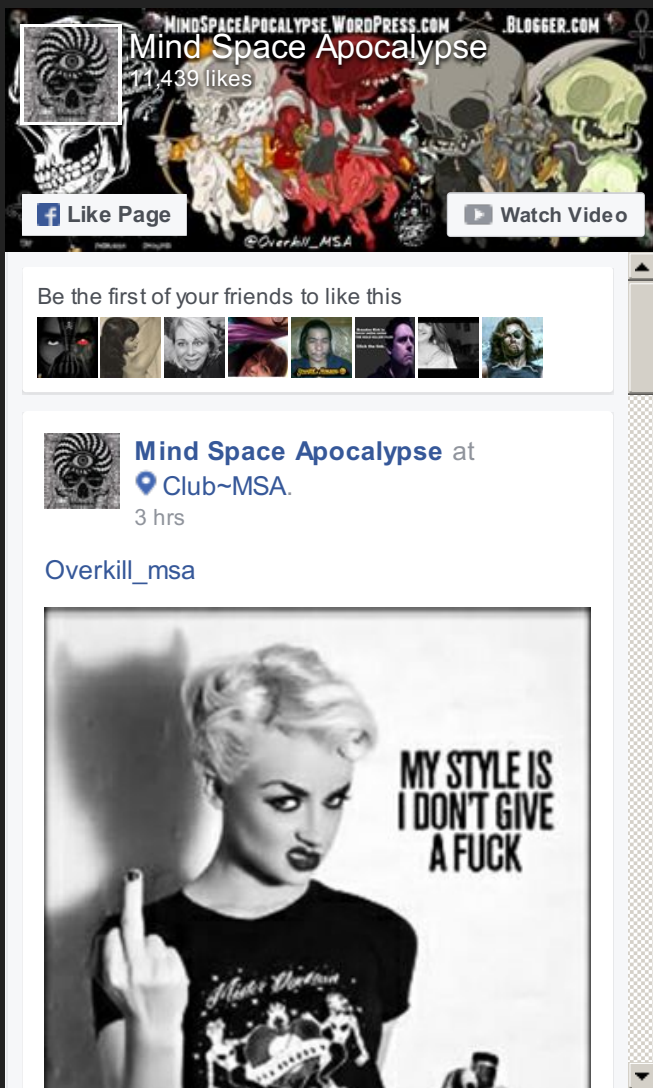 MINDSPACEAPOCALYPSE.WORDPRESS.COM .BLOGGER.COM
Mind Space Apocalypse
11,439 likes
Like Page
Watch Video
@Overkill_MSA
Be the first of your friends to like this
Mind Space Apocalypse at
Club~MSA.
3 hrs
Overkill_msa
MY STYLE IS
I DON'T GIVE
A FUCK